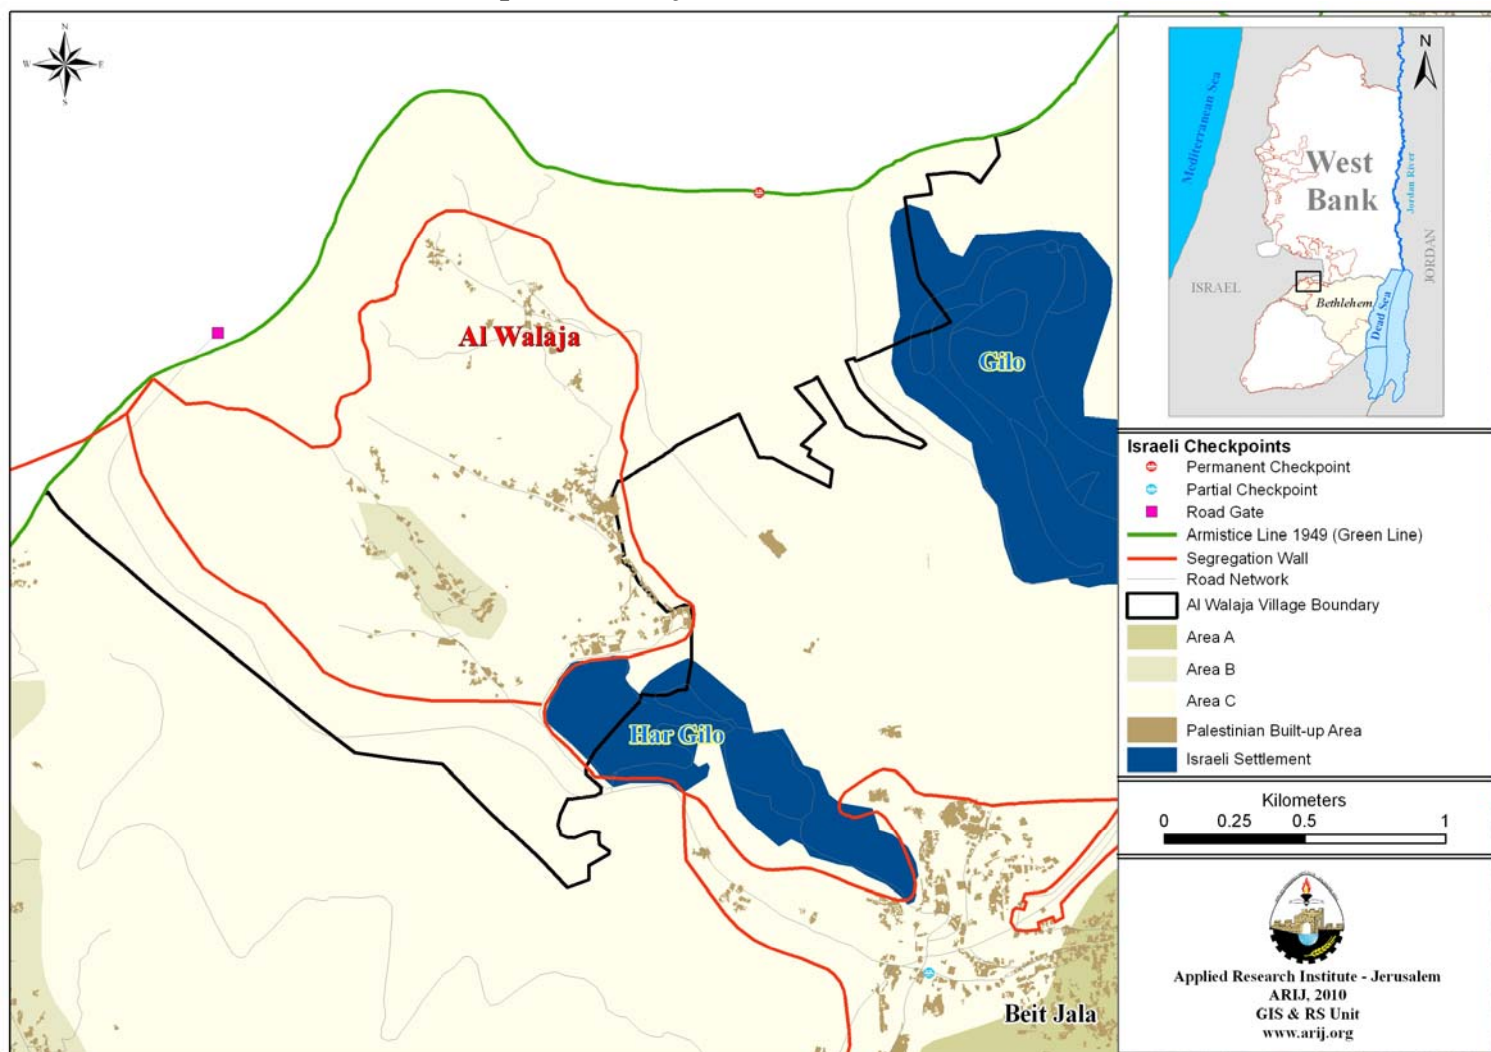 N
W
E
S
Al Walaja
Gilo
Har Gilo
Beit Jala
N
Mediterranean Sea
West
Bank
Jordan River
JORDAN
ISRAEL
Bethlehem
Dead Sea
Israeli Checkpoints
Permanent Checkpoint
Partial Checkpoint
Road Gate
Armistice Line 1949 (Green Line)
Segregation Wall
Road Network
Al Walaja Village Boundary
Area A
Area B
Area C
Palestinian Built-up Area
Israeli Settlement
Kilometers
0 0.25 0.5 1
Applied Research Institute - Jerusalem
ARIJ, 2010
GIS & RS Unit
www.arij.org